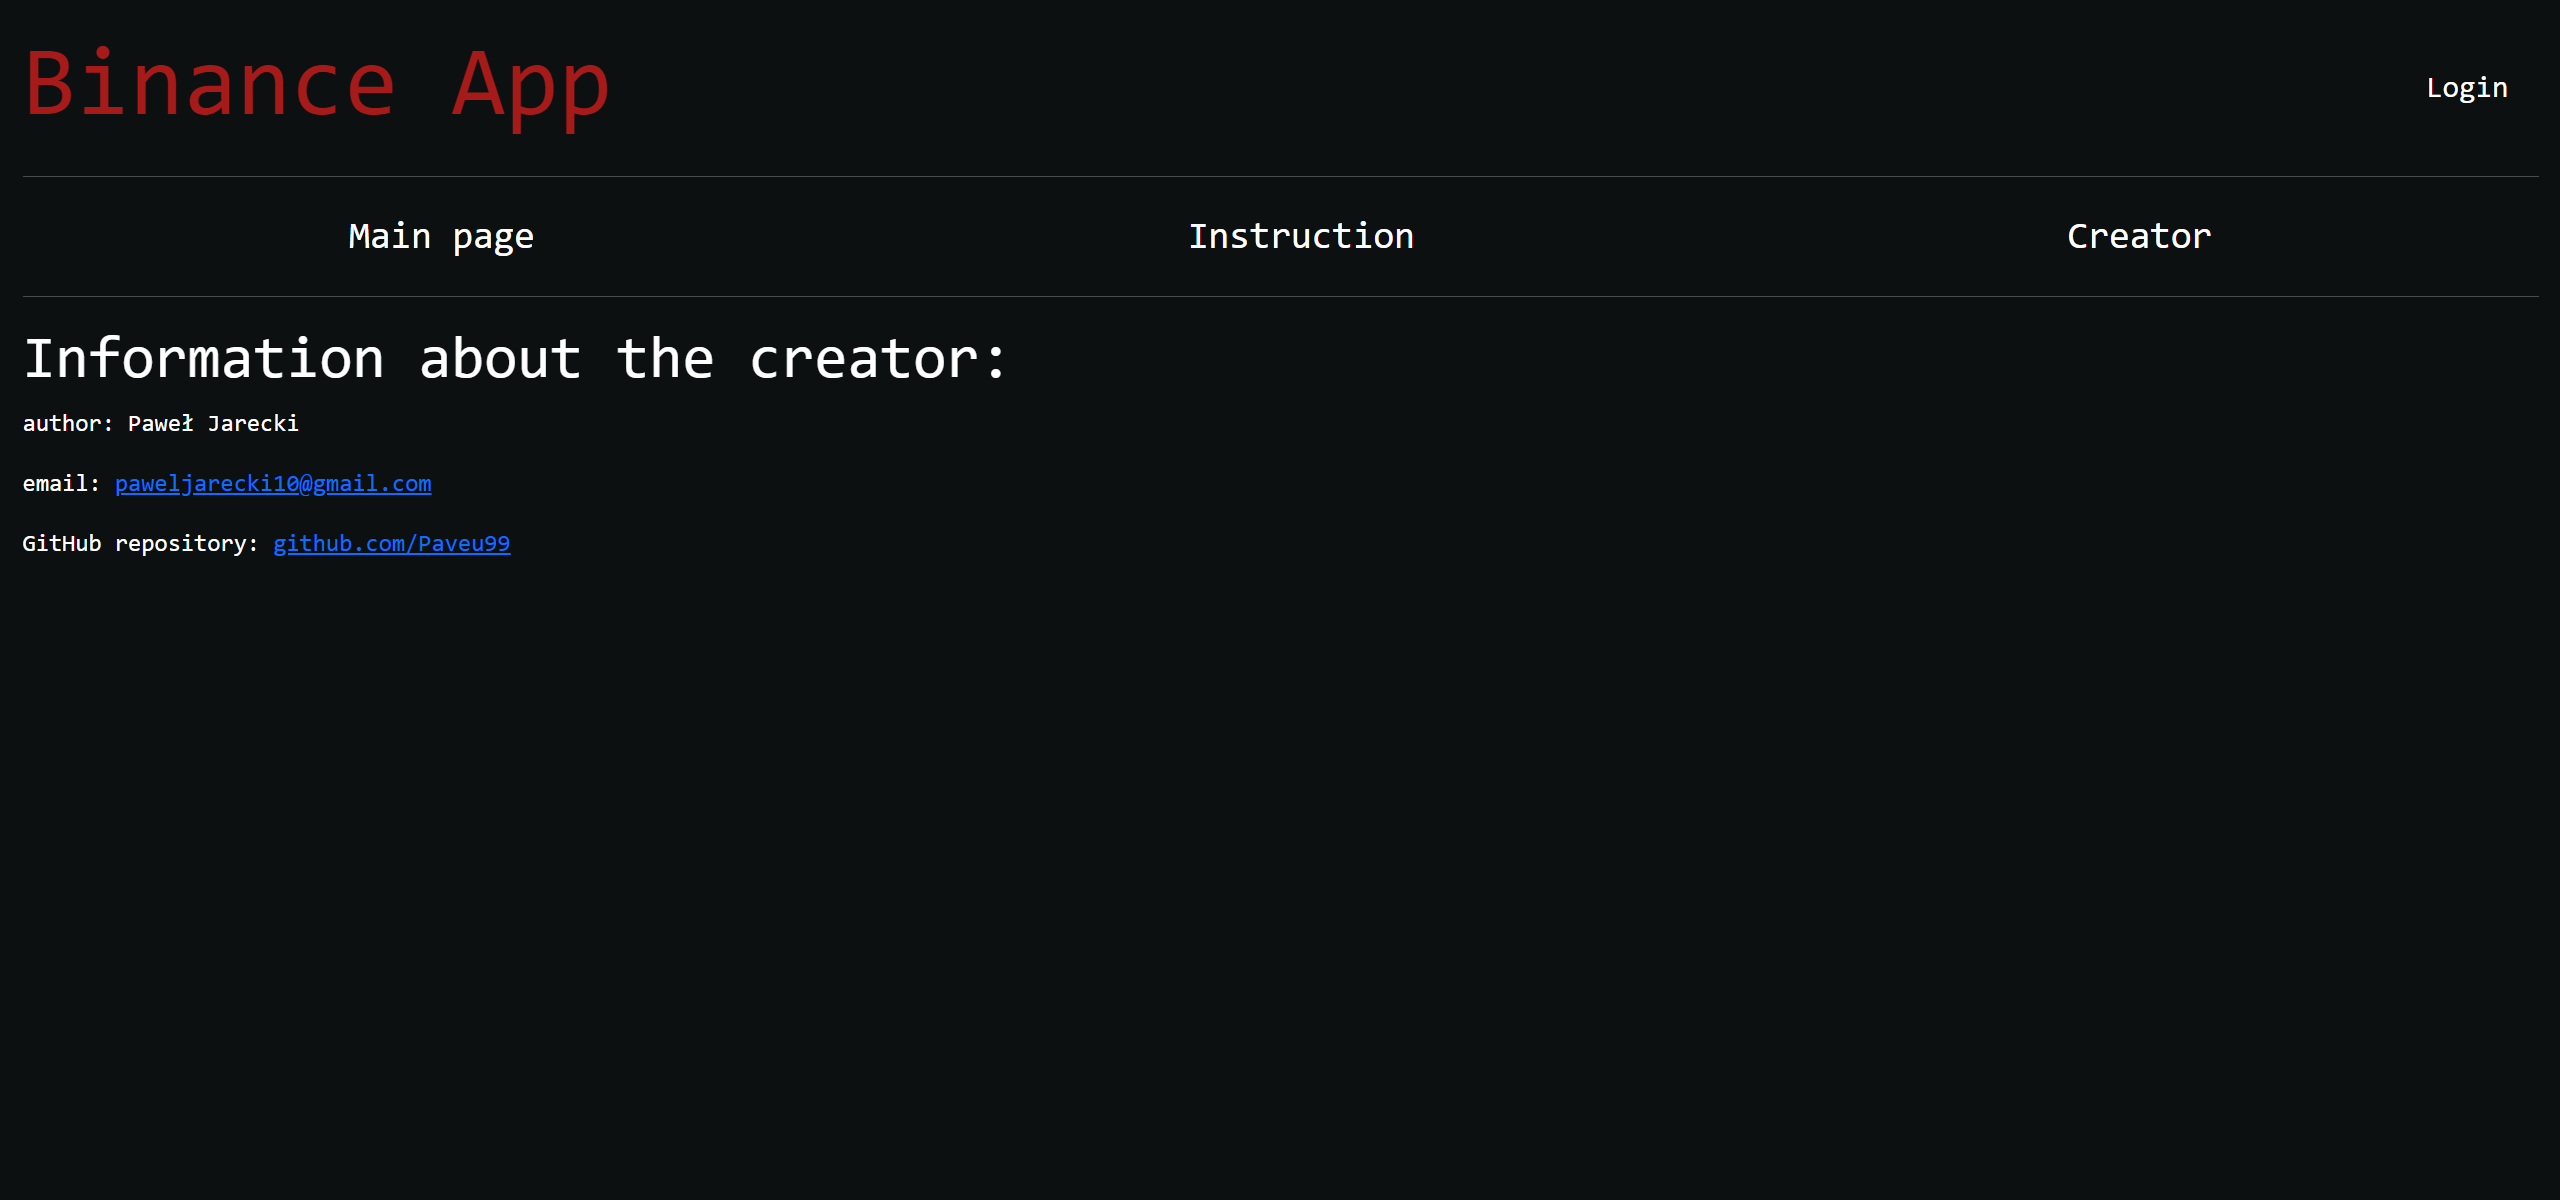 Binance App
Login
Main page
Instruction
Creator
Information about the creator:
author: Paweł Jarecki
email: paweljarecki10@gmail.com
GitHub repository: github.com/Paveu99